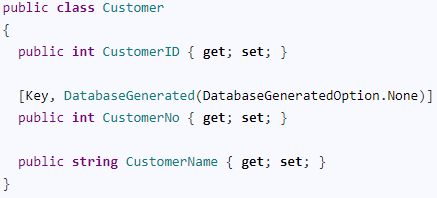 public class Customer
{
public int CustomerID { get; set; }
[Key, DatabaseGenerated(DatabaseGeneratedOption.None)]
public int CustomerNo { get; set; }
public string CustomerName { get; set; }
}